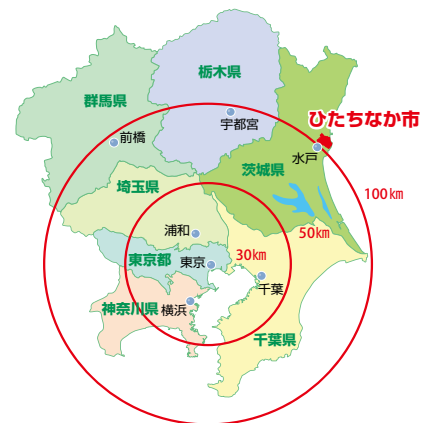 栃木県
群馬県
宇都宮
ひたちなか市
前橋
水戸
茨城県
埼玉県
100km
浦和
50km
30km
東京都
東京
千葉
神奈川県
横浜
千葉県